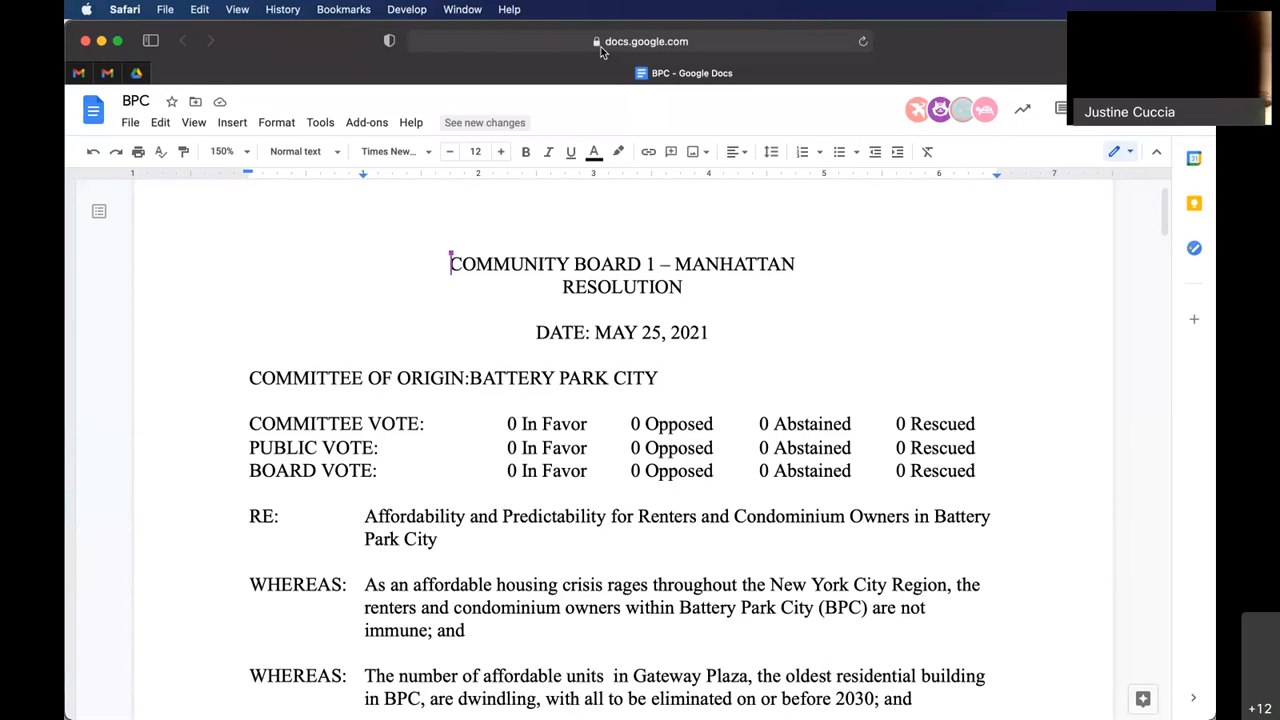 Safari File Edit View History Bookmarks Develop Window Help
docs.google.com
BPC - Google Docs
Justine Cuccia
BPC
File Edit View Insert Format Tools Add-ons Help See new changes
150% Normal text Times New... 12 B I U A
1 1 2 3 4 5 6 7
COMMUNITY BOARD 1 – MANHATTAN
RESOLUTION
DATE: MAY 25, 2021
COMMITTEE OF ORIGIN:BATTERY PARK CITY
COMMITTEE VOTE: 0 In Favor 0 Opposed 0 Abstained 0 Rescued
PUBLIC VOTE: 0 In Favor 0 Opposed 0 Abstained 0 Rescued
BOARD VOTE: 0 In Favor 0 Opposed 0 Abstained 0 Rescued
RE: Affordability and Predictability for Renters and Condominium Owners in Battery
Park City
WHEREAS: As an affordable housing crisis rages throughout the New York City Region, the
renters and condominium owners within Battery Park City (BPC) are not
immune; and
WHEREAS: The number of affordable units in Gateway Plaza, the oldest residential building
in BPC, are dwindling, with all to be eliminated on or before 2030; and
+12